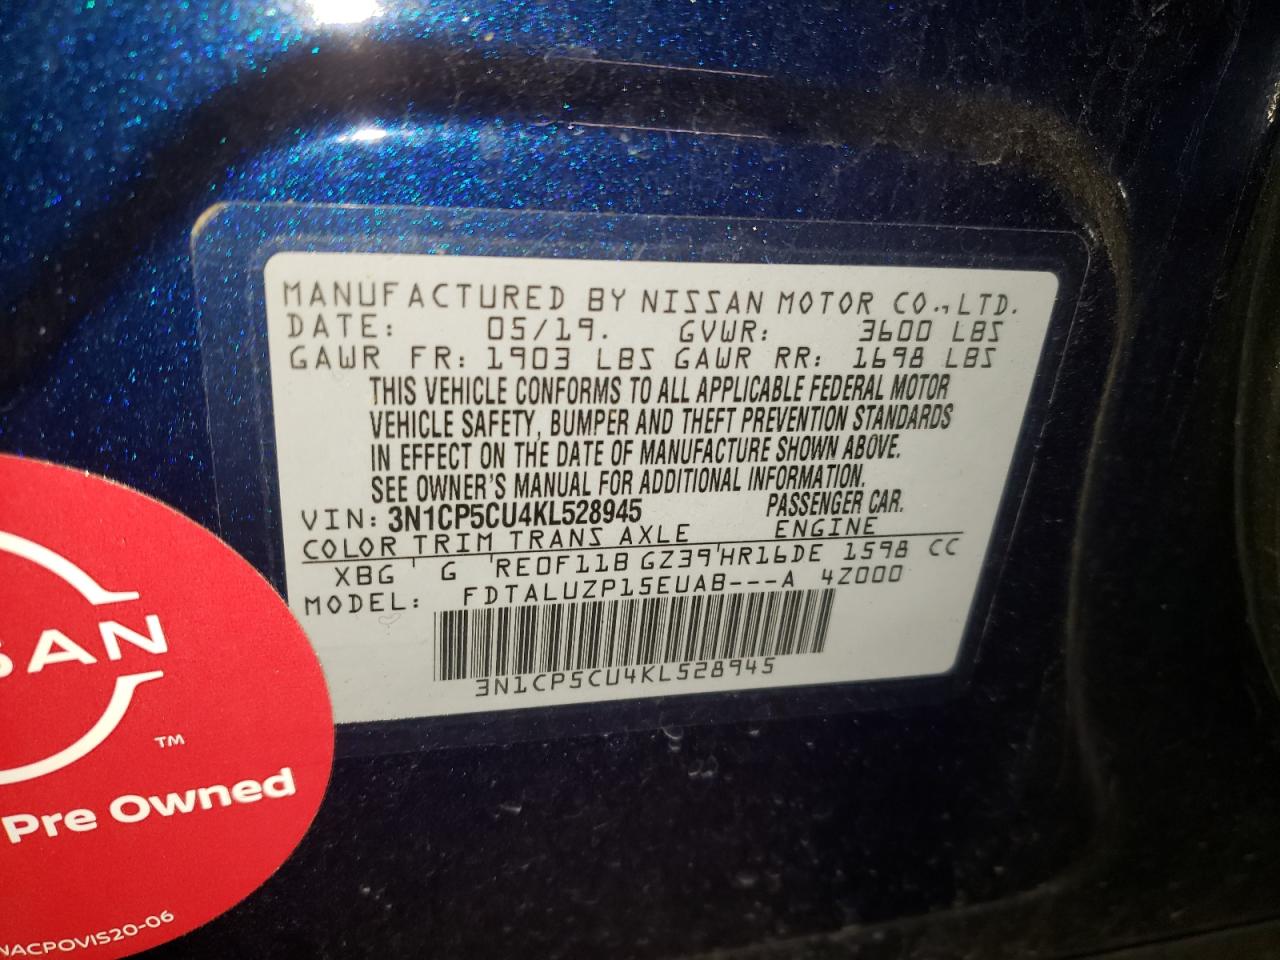 MANUFACTURED BY NISSAN MOTOR CO., LTD.
DATE: 05/19. GVWR: 3600 LBS
GAWR FR: 1903 LBS GAWR RR: 1698 LBS
THIS VEHICLE CONFORMS TO ALL APPLICABLE FEDERAL MOTOR
VEHICLE SAFETY, BUMPER AND THEFT PREVENTION STANDARDS
IN EFFECT ON THE DATE OF MANUFACTURE SHOWN ABOVE.
SEE OWNER'S MANUAL FOR ADDITIONAL INFORMATION.
VIN: 3N1CP5CU4KL528945 PASSENGER CAR.
COLOR TRIM TRANS AXLE ENGINE
XBG G RE0F11B GZ39 HR16DE 1598 CC
MODEL: FDTALUZP15EUAB---A 4Z000
3N1CP5CU4KL528945
SAN
TM
Pre Owned
NACPOVIS20-06